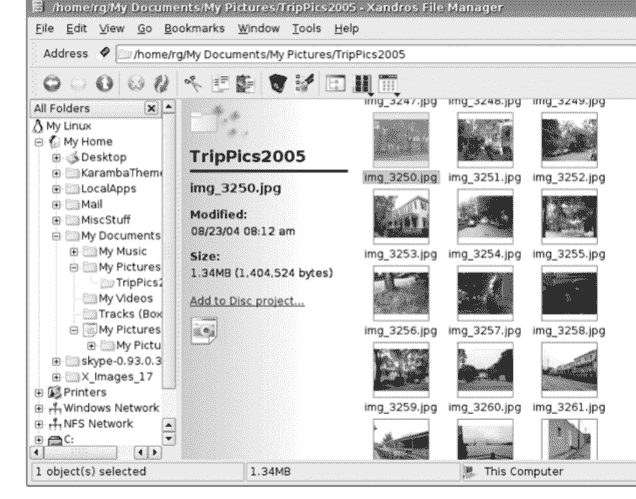 /home/rg/My Documents/My Pictures/TripPics2005 - Xandros File Manager
File Edit View Go Bookmarks Window Tools Help
Address /home/rg/My Documents/My Pictures/TripPics2005
All Folders
My Linux
My Home
Desktop
KarambaThem
LocalApps
Mail
MiscStuff
My Documents
My Music
My Pictures
TripPics2
My Videos
Tracks (Box
My Pictures
My Pictu
skype-0.93.0.3
X_Images_17
Printers
Windows Network
NFS Network
C:
TripPics2005
img_3250.jpg
Modified:
08/23/04 08:12 am
Size:
1.34MB (1,404,524 bytes)
Add to Disc project...
img_3247.jpg img_3248.jpg img_3249.jpg
img_3250.jpg img_3251.jpg img_3252.jpg
img_3253.jpg img_3254.jpg img_3255.jpg
img_3256.jpg img_3257.jpg img_3258.jpg
img_3259.jpg img_3260.jpg img_3261.jpg
1 object(s) selected 1.34MB This Computer